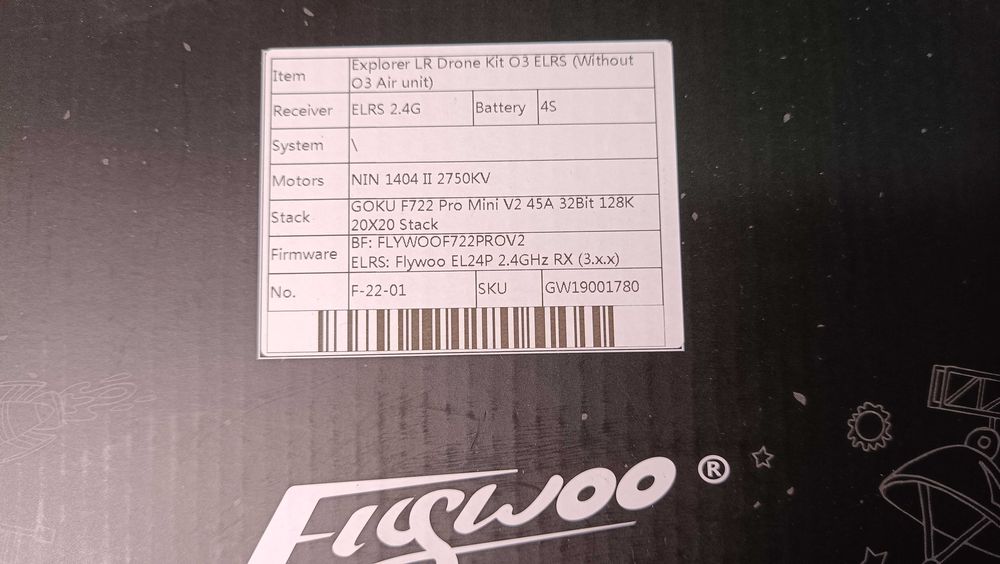 Item Explorer LR Drone Kit O3 ELRS (Without
O3 Air unit)
Receiver ELRS 2.4G Battery 4S
System \
Motors NIN 1404 II 2750KV
Stack GOKU F722 Pro Mini V2 45A 32Bit 128K
20X20 Stack
Firmware BF: FLYWOOF722PROV2
ELRS: Flywoo EL24P 2.4GHz RX (3.x.x)
No. F-22-01 SKU GW19001780
Flywoo ®